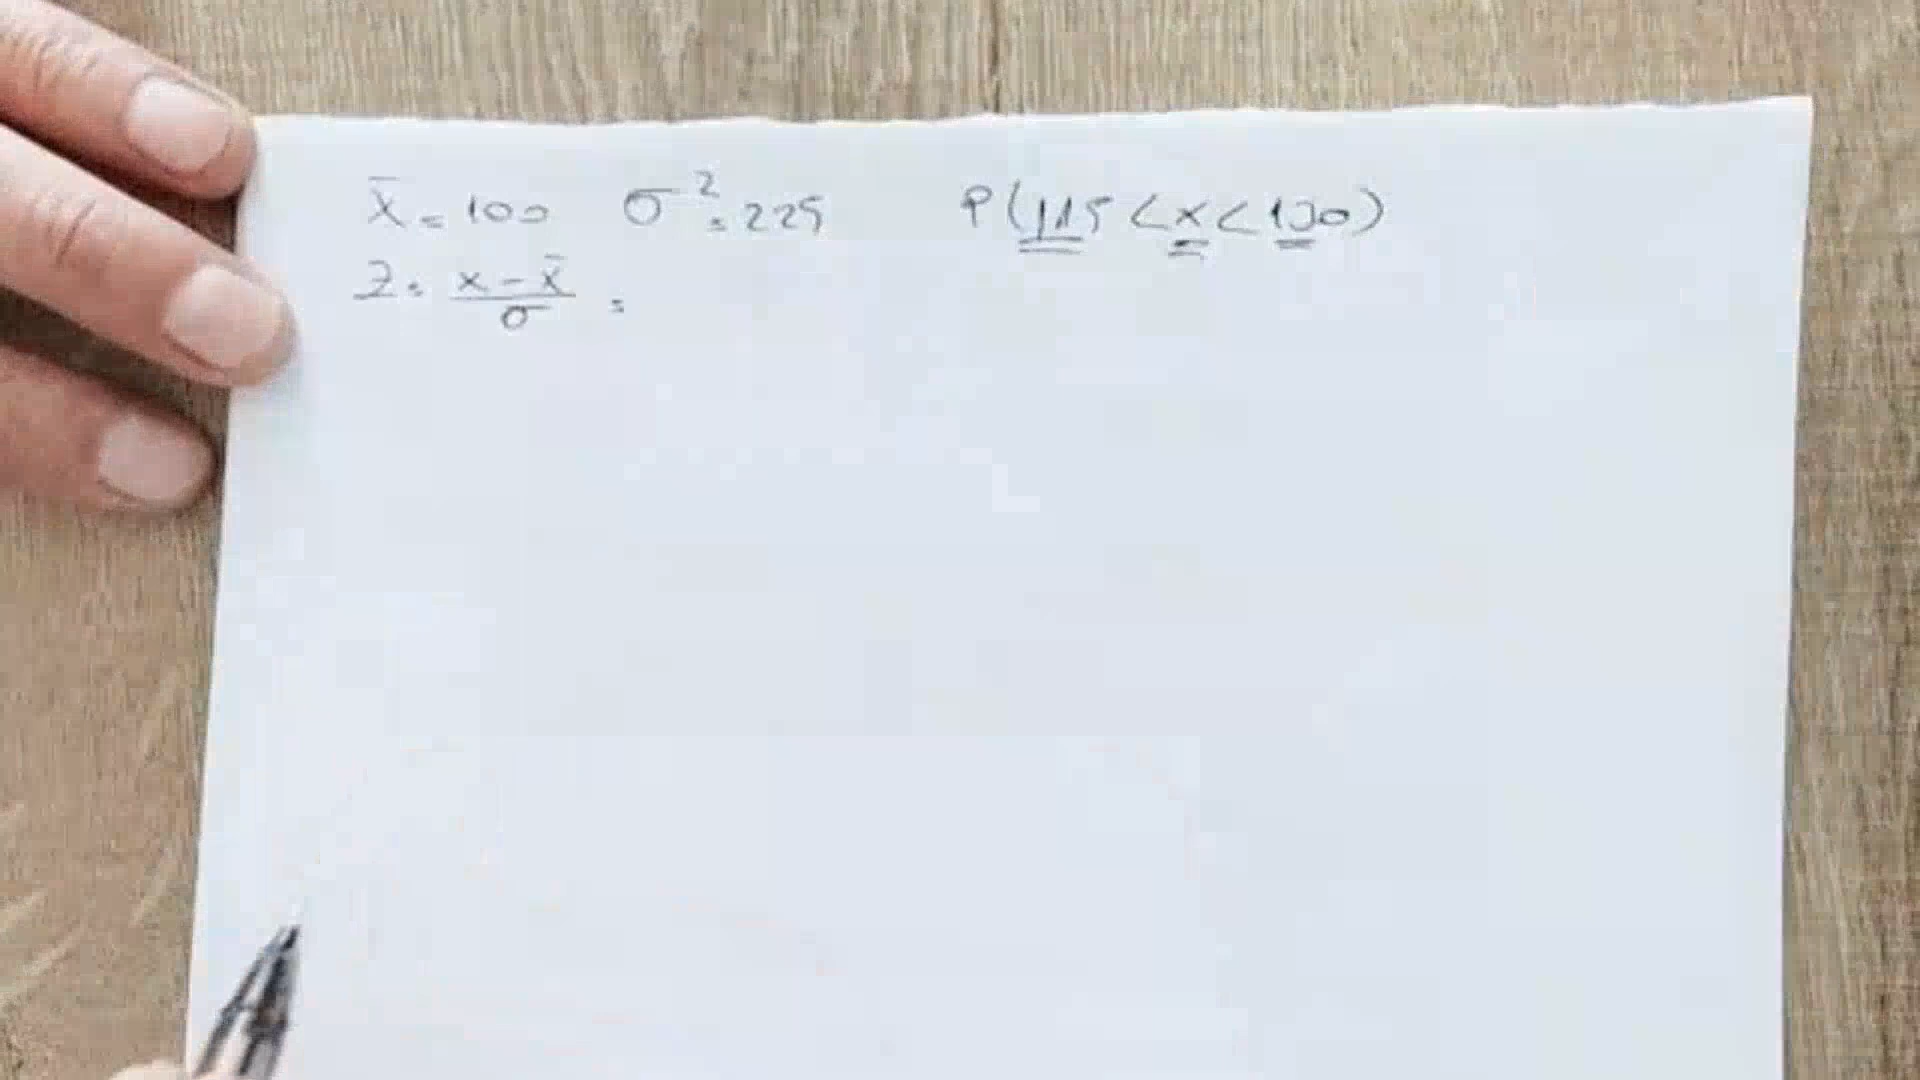 x̄ = 100 σ² = 225 P(115 < x < 130)
Z = (x - x̄)/σ =